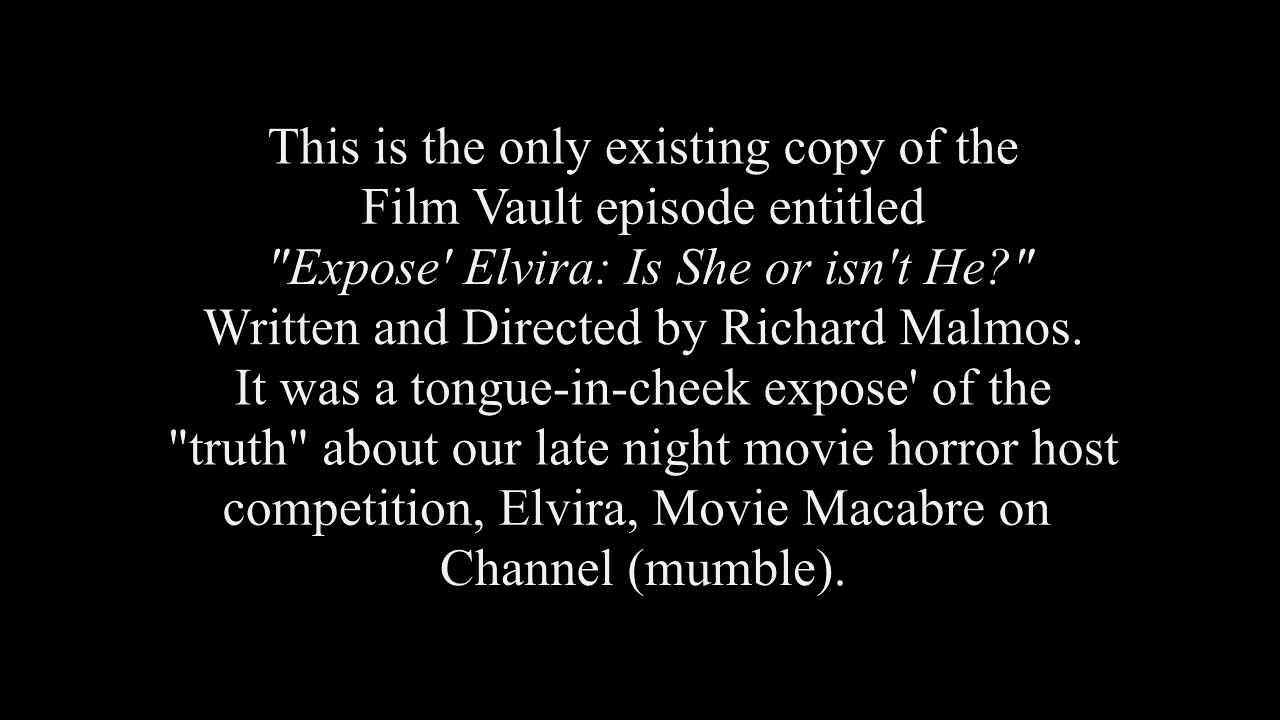 This is the only existing copy of the
Film Vault episode entitled
"Expose' Elvira: Is She or isn't He?"
Written and Directed by Richard Malmos.
It was a tongue-in-cheek expose' of the
"truth" about our late night movie horror host
competition, Elvira, Movie Macabre on
Channel (mumble).